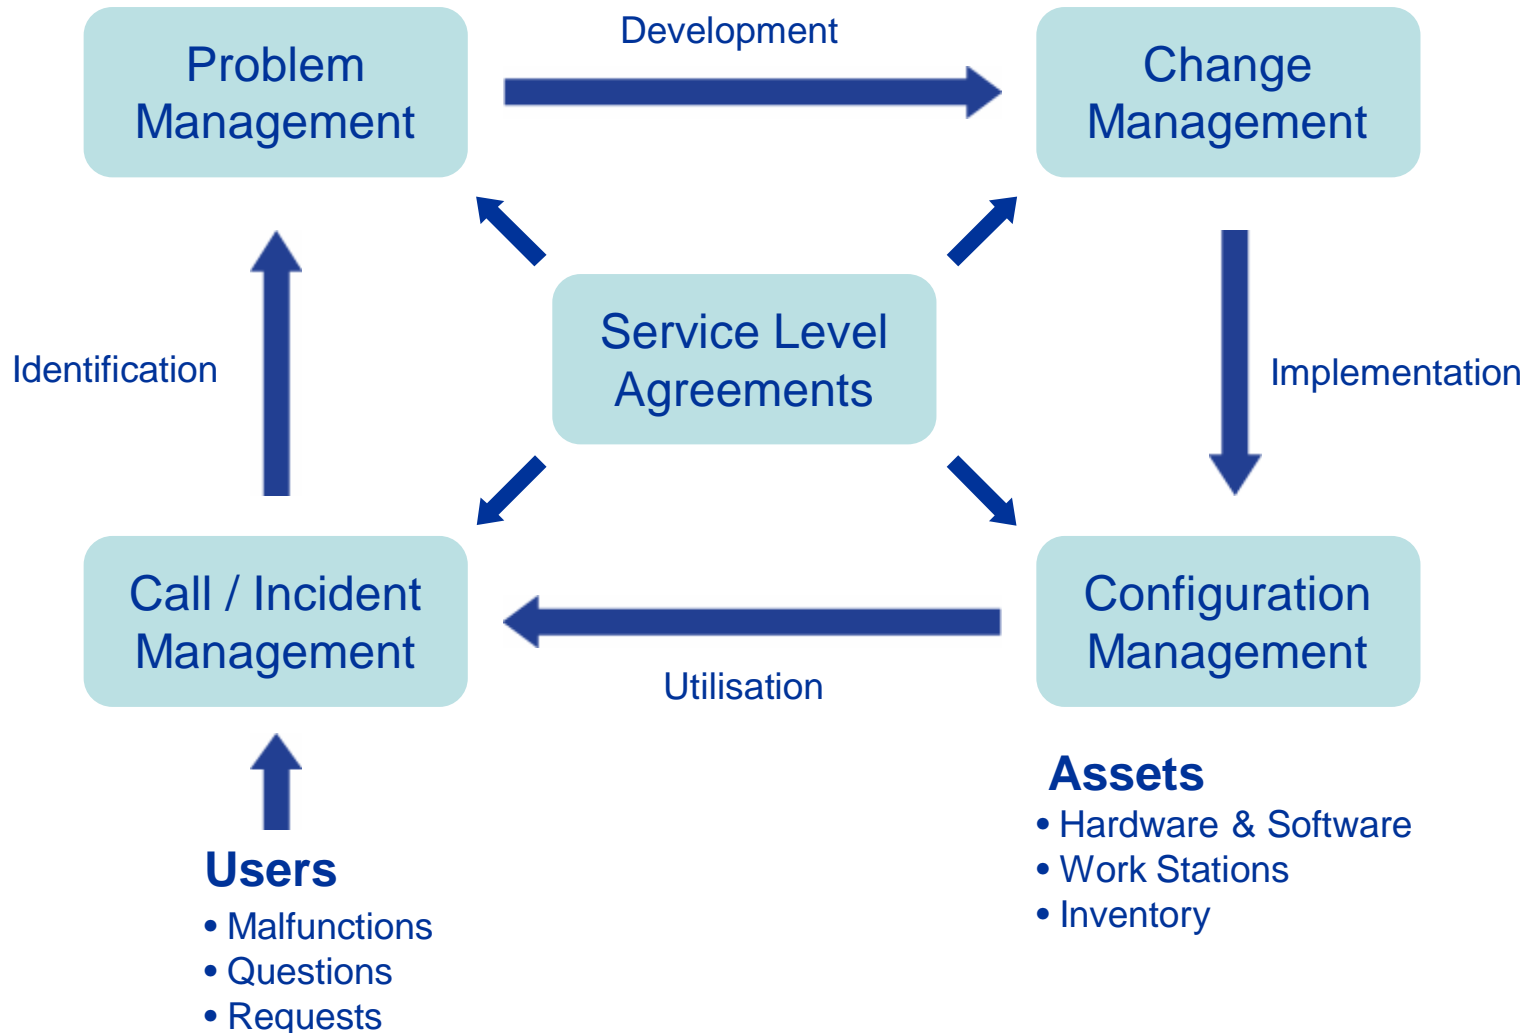 Development
Problem
Management
Change
Management
Service Level
Agreements
Identification
Implementation
Call / Incident
Management
Configuration
Management
Utilisation
Assets
• Hardware & Software
• Work Stations
• Inventory
Users
• Malfunctions
• Questions
• Requests